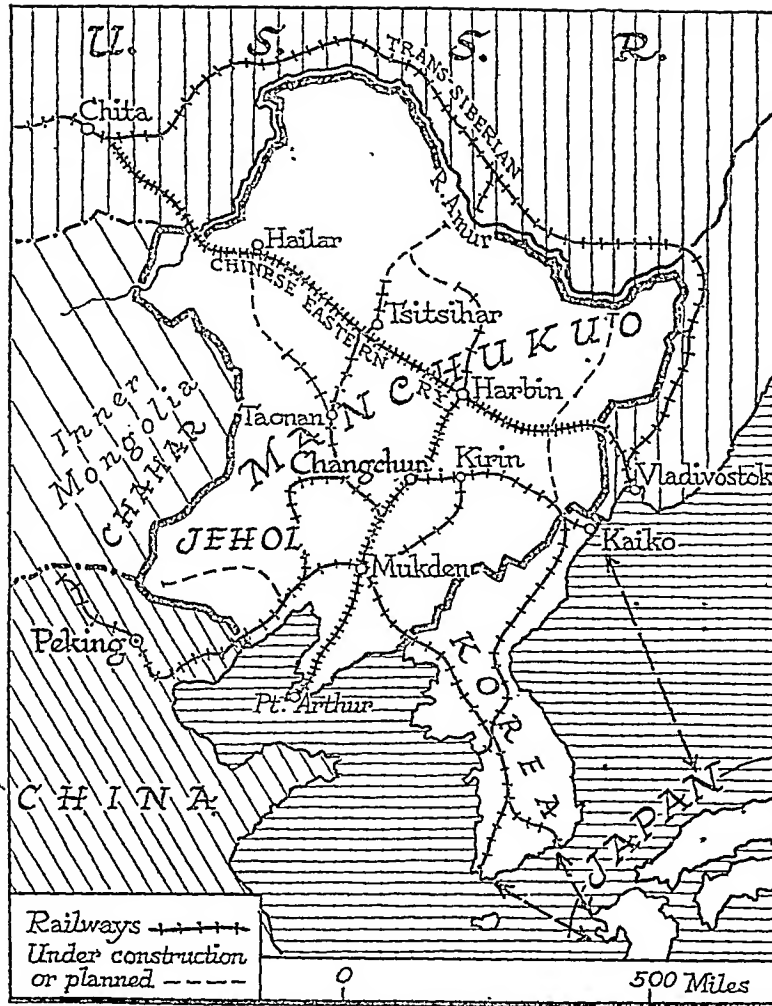 U. S. S. R.
TRANS-SIBERIAN
Chita
R. Amur
Hailar
CHINESE EASTERN RY.
Tsitsihar
MANCHUKUO
Harbin
Inner
Mongolia
CHAHAR
Taonan
Changchun
Kirin
Vladivostok
JEHOL
Kaiko
Mukden
Peking
KOREA
Pt. Arthur
CHINA
JAPAN
Railways
Under construction
or planned
0 500 Miles